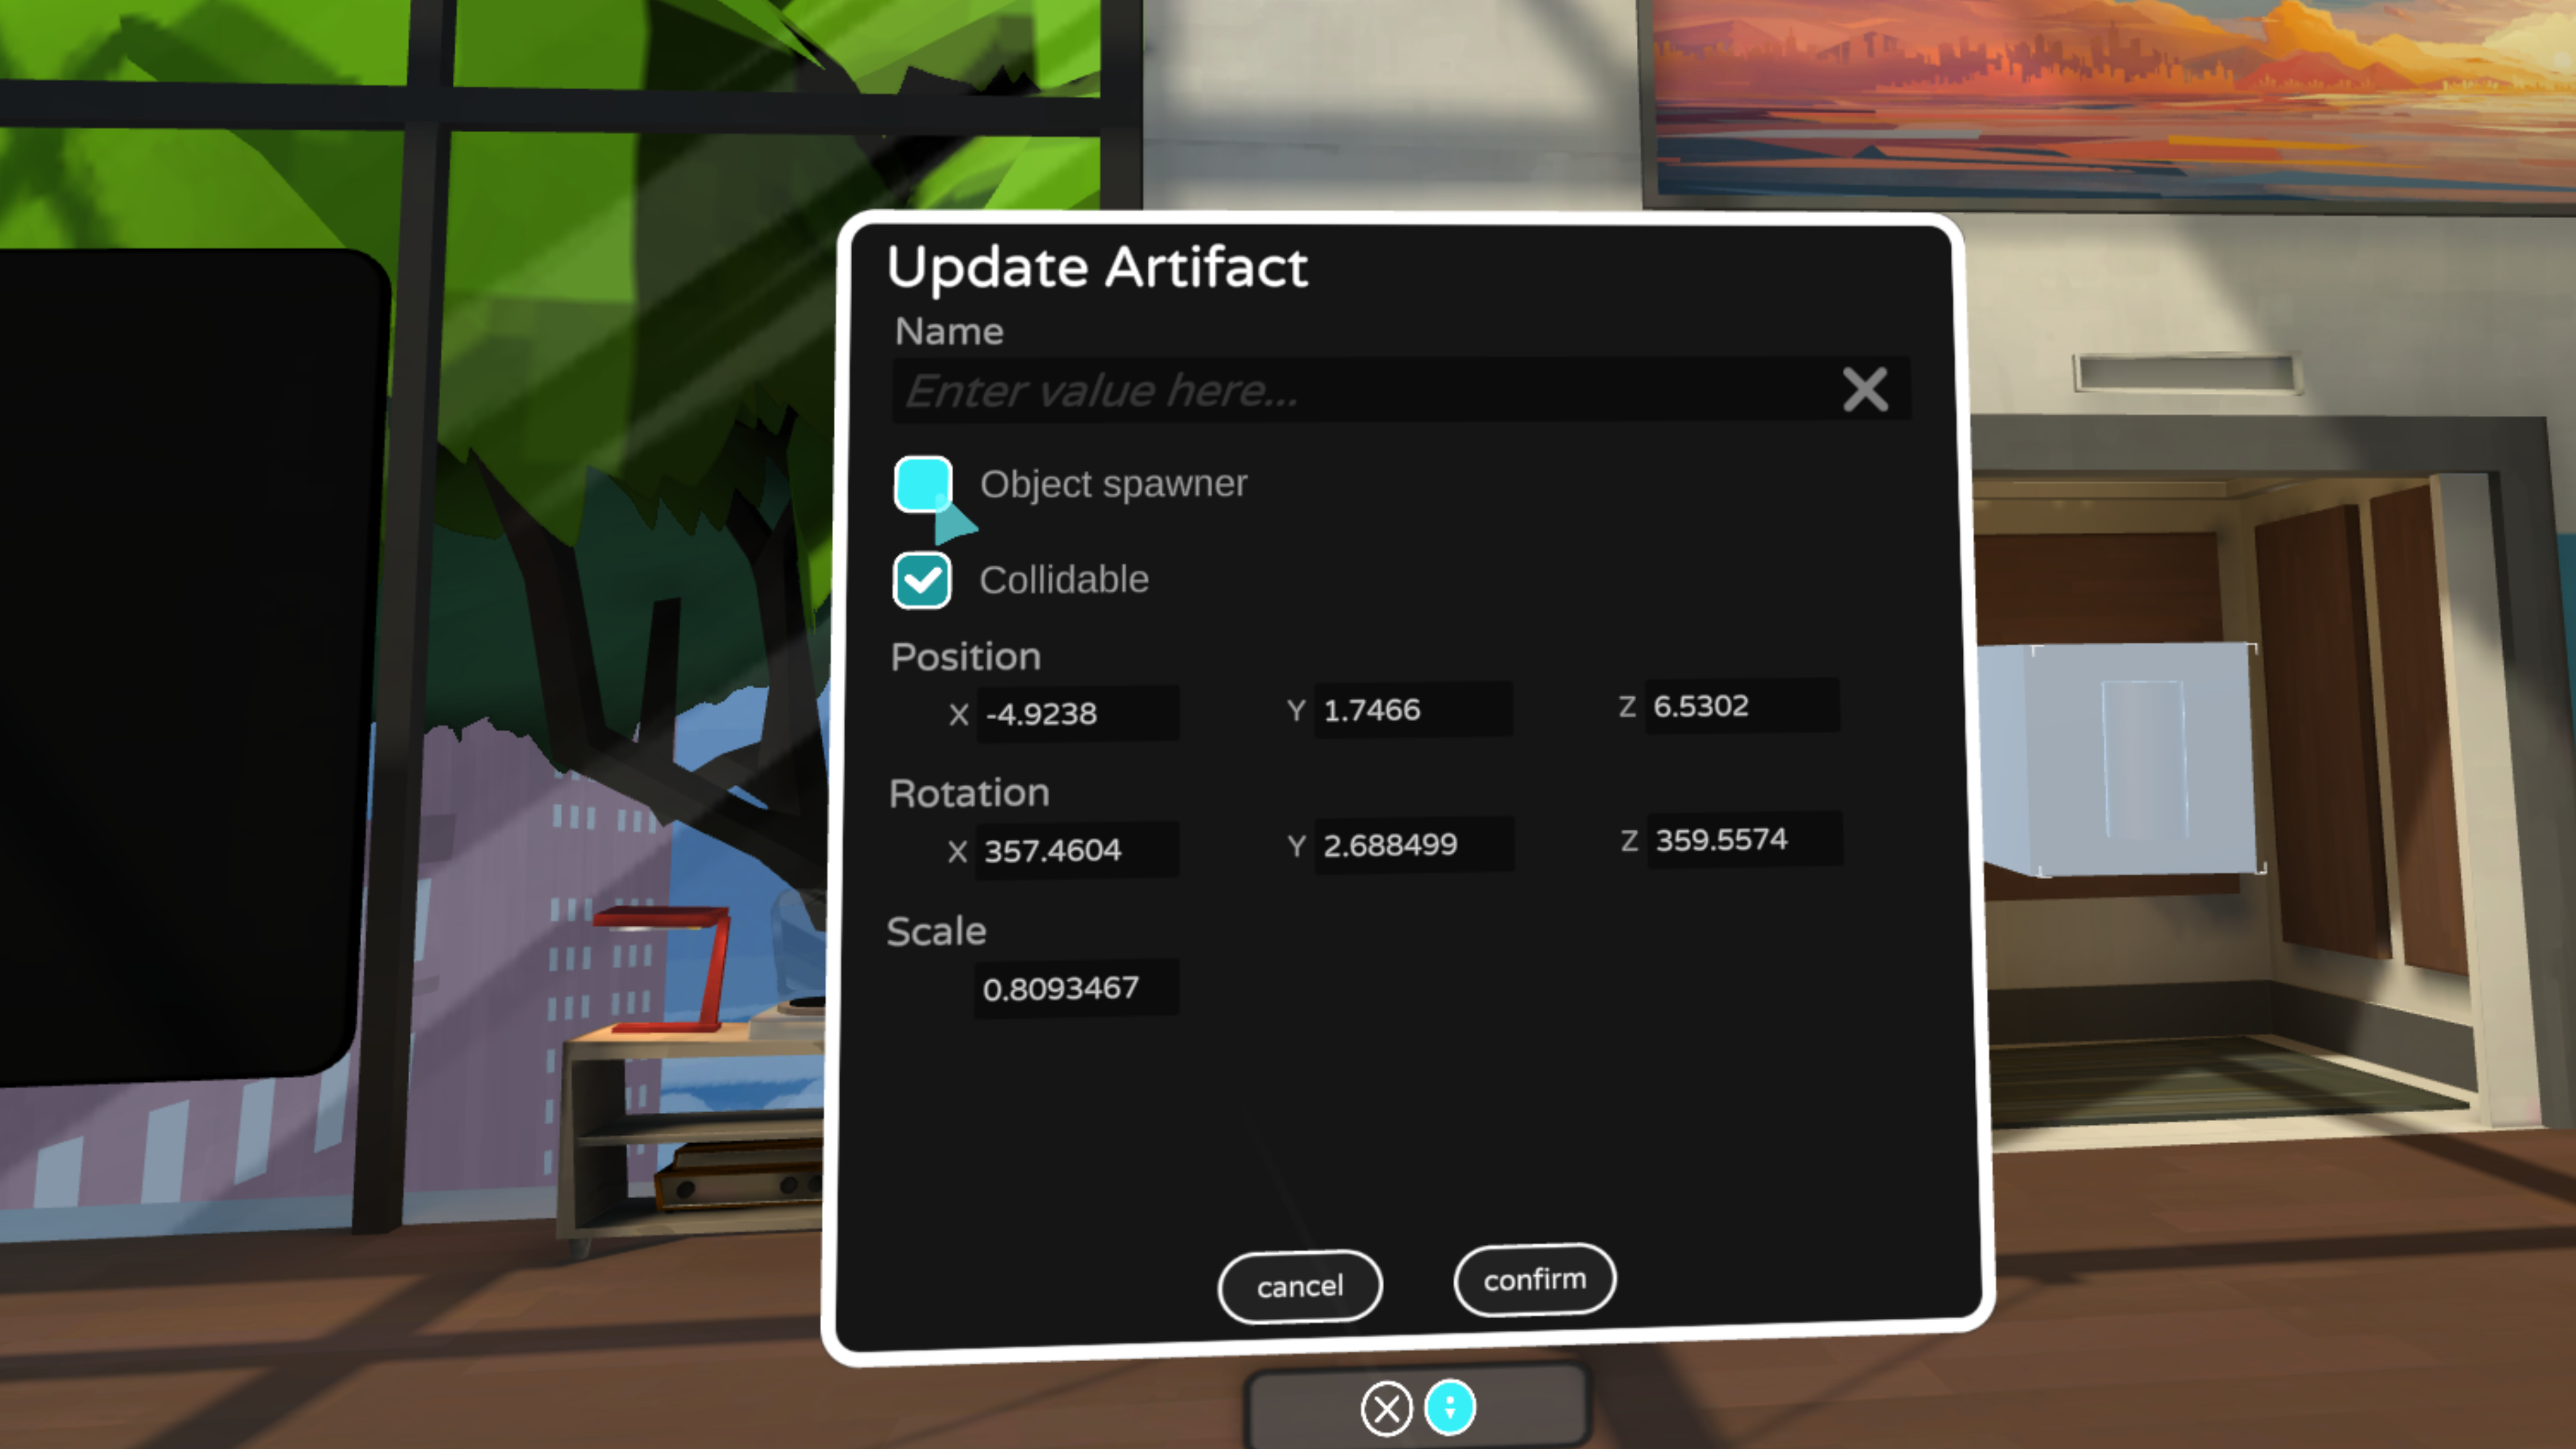 Update Artifact
Name
Enter value here...
Object spawner
Collidable
Position
X -4.9238 Y 1.7466 Z 6.5302
Rotation
X 357.4604 Y 2.688499 Z 359.5574
Scale
0.8093467
cancel confirm